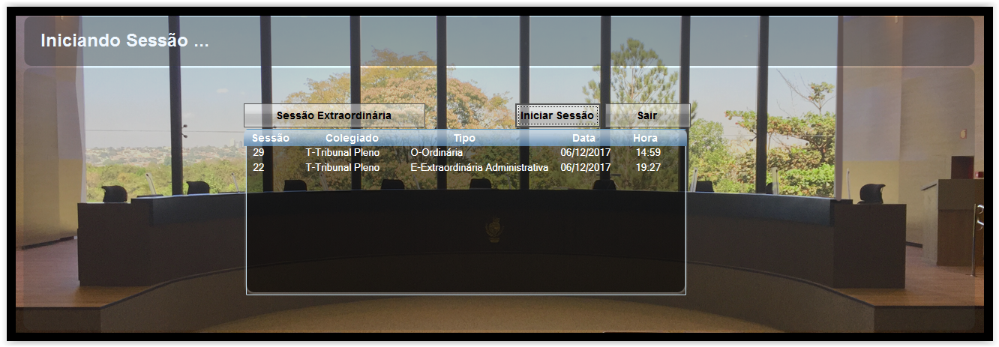 Iniciando Sessão ...
Sessão Extraordinária Iniciar Sessão Sair
Sessão Colegiado Tipo Data Hora
29 T-Tribunal Pleno O-Ordinária 06/12/2017 14:59
22 T-Tribunal Pleno E-Extraordinária Administrativa 06/12/2017 19:27